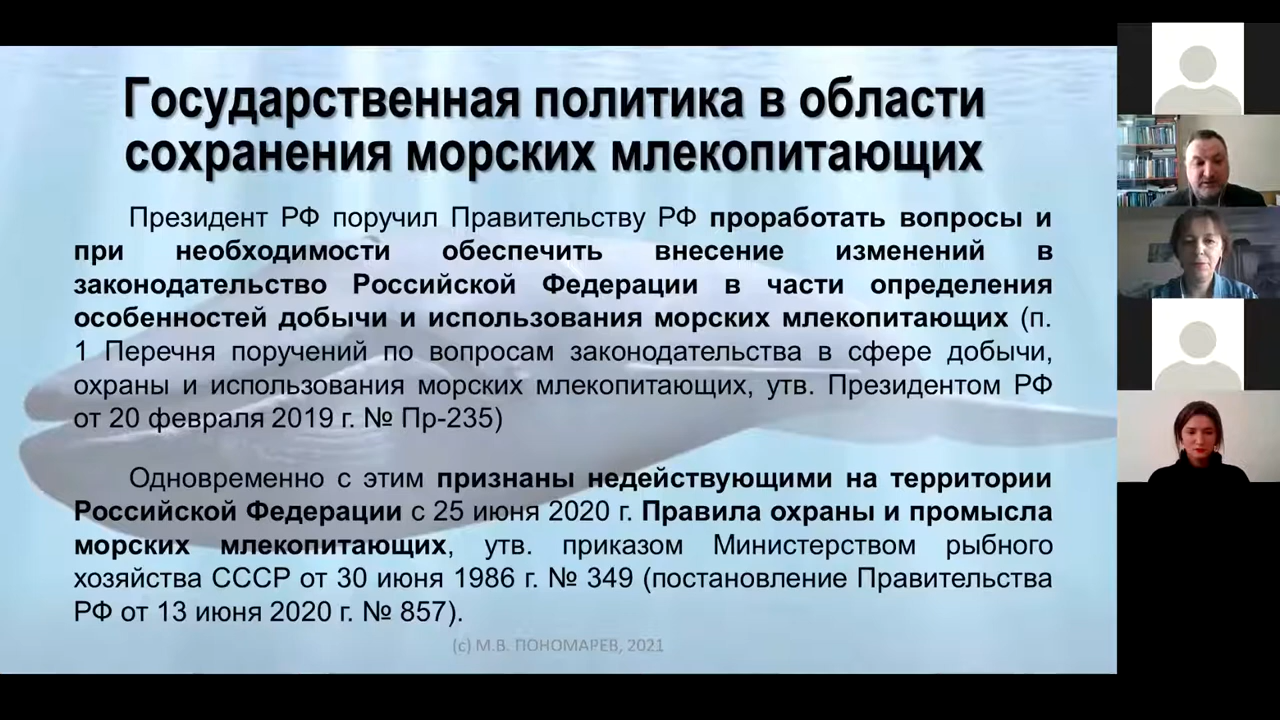 Государственная политика в области
сохранения морских млекопитающих
Президент РФ поручил Правительству РФ проработать вопросы и
при необходимости обеспечить внесение изменений в
законодательство Российской Федерации в части определения
особенностей добычи и использования морских млекопитающих (п.
1 Перечня поручений по вопросам законодательства в сфере добычи,
охраны и использования морских млекопитающих, утв. Президентом РФ
от 20 февраля 2019 г. № Пр-235)
Одновременно с этим признаны недействующими на территории
Российской Федерации с 25 июня 2020 г. Правила охраны и промысла
морских млекопитающих, утв. приказом Министерством рыбного
хозяйства СССР от 30 июня 1986 г. № 349 (постановление Правительства
РФ от 13 июня 2020 г. № 857).
(с) М.В. ПОНОМАРЕВ, 2021